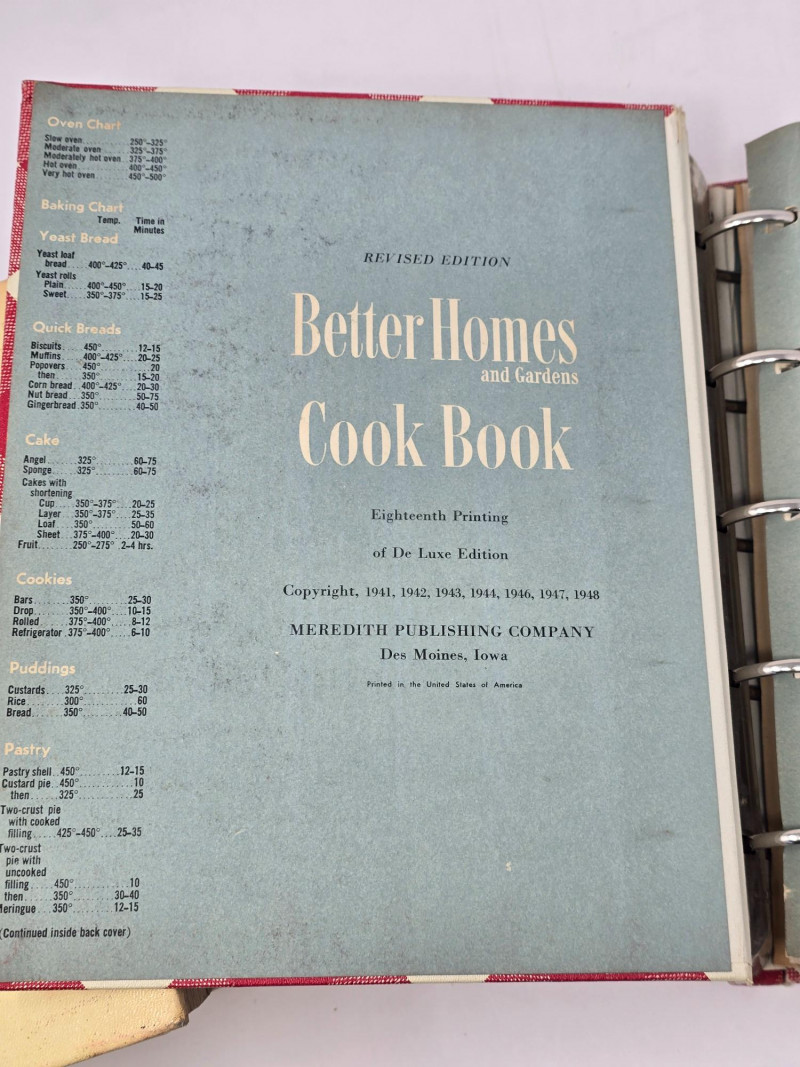 Oven Chart
Slow oven..........250°–325°
Moderate oven......325°–375°
Moderately hot oven..375°–400°
Hot oven...........400°–450°
Very hot oven......450°–500°
Baking Chart
Temp. Time in
Minutes
Yeast Bread
Yeast loaf
bread....400°–425°....40–45
Yeast rolls
Plain.....400°–450°....15–20
Sweet.....350°–375°....15–25
Quick Breads
Biscuits.....450°.........12–15
Muffins....400°–425°....20–25
Popovers...450°............20
then.....350°.........15–20
Corn bread..400°–425°....20–30
Nut bread...350°.........50–75
Gingerbread.350°.........40–50
Cake
Angel.......325°.........60–75
Sponge......325°.........60–75
Cakes with
shortening
Cup....350°–375°....20–25
Layer...350°–375°....25–35
Loaf....350°.........50–60
Sheet...375°–400°....20–30
Fruit........250°–275°..2–4 hrs.
Cookies
Bars........350°.........25–30
Drop.......350°–400°....10–15
Rolled......375°–400°.....8–12
Refrigerator.375°–400°.....6–10
Puddings
Custards....325°.........25–30
Rice........300°............60
Bread.......350°.........40–50
Pastry
Pastry shell..450°.........12–15
Custard pie..450°............10
then......325°............25
Two-crust pie
with cooked
filling.....425°–450°....25–35
Two-crust
pie with
uncooked
filling.....450°............10
then......350°.........30–40
Meringue...350°.........12–15
(Continued inside back cover)
REVISED EDITION
Better Homes
and Gardens
Cook Book
Eighteenth Printing
of De Luxe Edition
Copyright, 1941, 1942, 1943, 1944, 1946, 1947, 1948
MEREDITH PUBLISHING COMPANY
Des Moines, Iowa
Printed in the United States of America